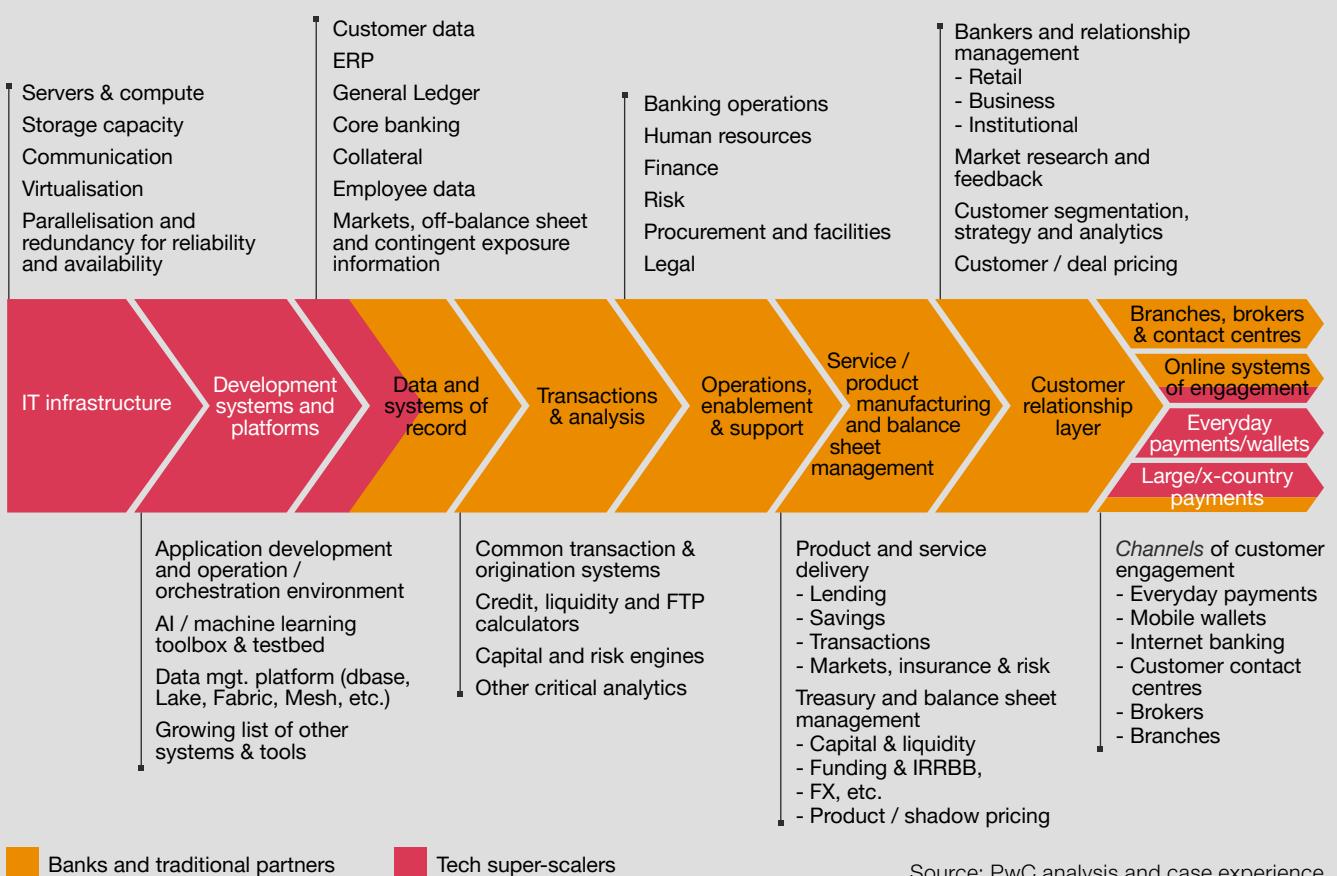 Servers & compute
Storage capacity
Communication
Virtualisation
Parallelisation and
redundancy for reliability
and availability
Customer data
ERP
General Ledger
Core banking
Collateral
Employee data
Markets, off-balance sheet
and contingent exposure
information
Banking operations
Human resources
Finance
Risk
Procurement and facilities
Legal
Bankers and relationship
management
- Retail
- Business
- Institutional
Market research and
feedback
Customer segmentation,
strategy and analytics
Customer / deal pricing
IT infrastructure
Development
systems and
platforms
Data and
systems of
record
Transactions
& analysis
Operations,
enablement
& support
Service /
product
manufacturing
and balance
sheet
management
Customer
relationship
layer
Branches, brokers
& contact centres
Online systems
of engagement
Everyday
payments/wallets
Large/x-country
payments
Application development
and operation /
orchestration environment
AI / machine learning
toolbox & testbed
Data mgt. platform (dbase,
Lake, Fabric, Mesh, etc.)
Growing list of other
systems & tools
Common transaction &
origination systems
Credit, liquidity and FTP
calculators
Capital and risk engines
Other critical analytics
Product and service
delivery
- Lending
- Savings
- Transactions
- Markets, insurance & risk
Treasury and balance sheet
management
- Capital & liquidity
- Funding & IRRBB,
- FX, etc.
- Product / shadow pricing
Channels of customer
engagement
- Everyday payments
- Mobile wallets
- Internet banking
- Customer contact
centres
- Brokers
- Branches
Banks and traditional partners
Tech super-scalers
Source: PwC analysis and case experience